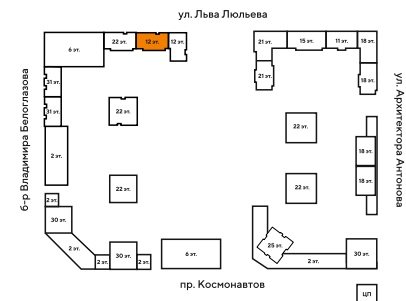 ул. Льва Люльева
6 эт.
22 эт.
12 эт.
12 эт.
21 эт.
15 эт.
11 эт.
18 эт.
31 эт.
21 эт.
18 эт.
31 эт.
22 эт.
22 эт.
2 эт.
18 эт.
22 эт.
22 эт.
18 эт.
2 эт.
30 эт.
2 эт.
2 эт.
30 эт.
2 эт.
6 эт.
25 эт.
2 эт.
30 эт.
б-р Владимира Белоглазова
ул. Архитектора Антонова
пр. Космонавтов
ЦП